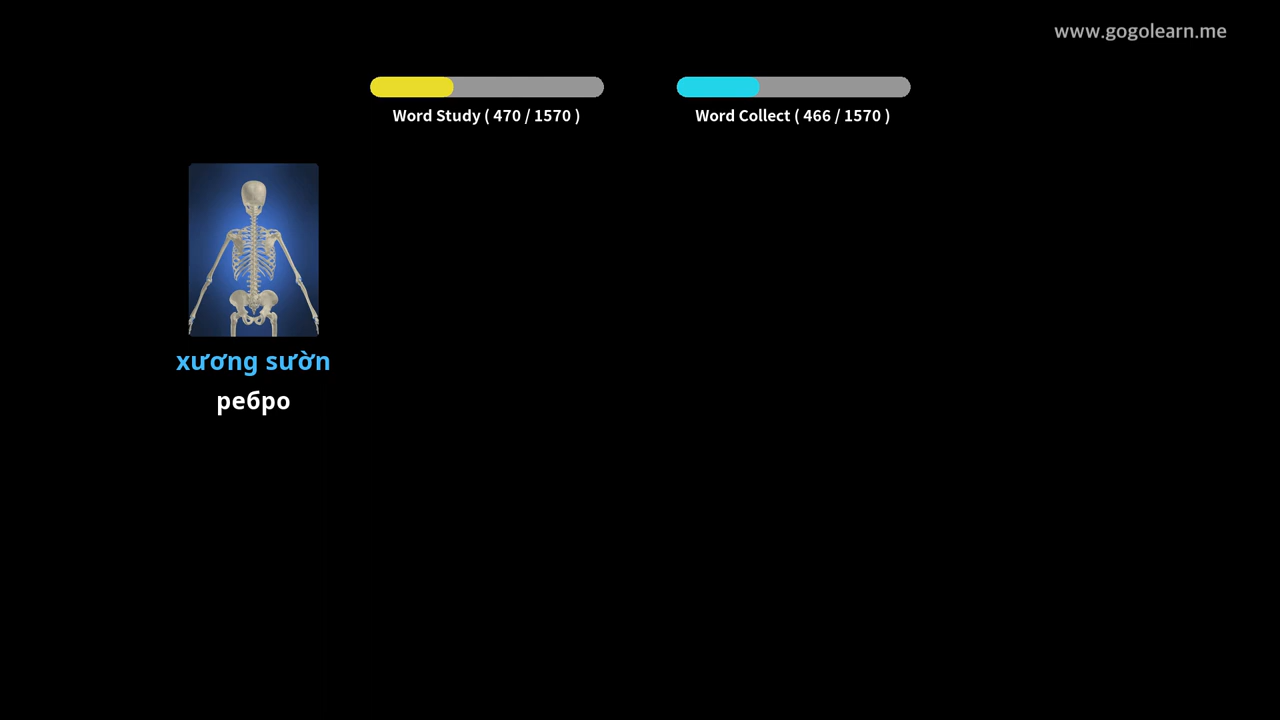 www.gogolearn.me
Word Study ( 470 / 1570 )
Word Collect ( 466 / 1570 )
xương sườn
ребро